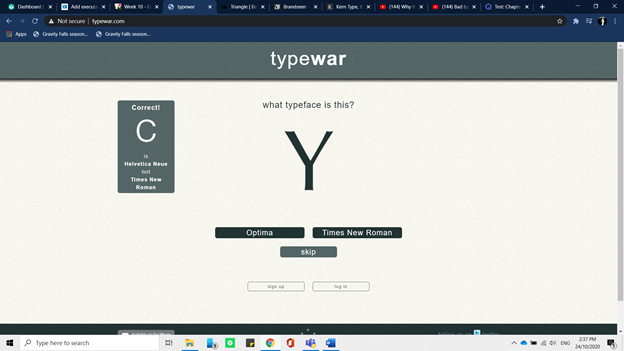 Dashboard
Add execute
Week 10 - G
typewar
Triangle | B
Brandseen -
Kern Type, t
(144) Why t
(144) Bad ty
Test: Chapte
Not secure | typewar.com
Apps
Gravity Falls season...
Gravity Falls season...
typewar
Correct!
C
is
Helvetica Neue
not
Times New
Roman
what typeface is this?
Y
Optima
Times New Roman
skip
sign up
log in
Type here to search
ENG
2:37 PM
24/10/2020